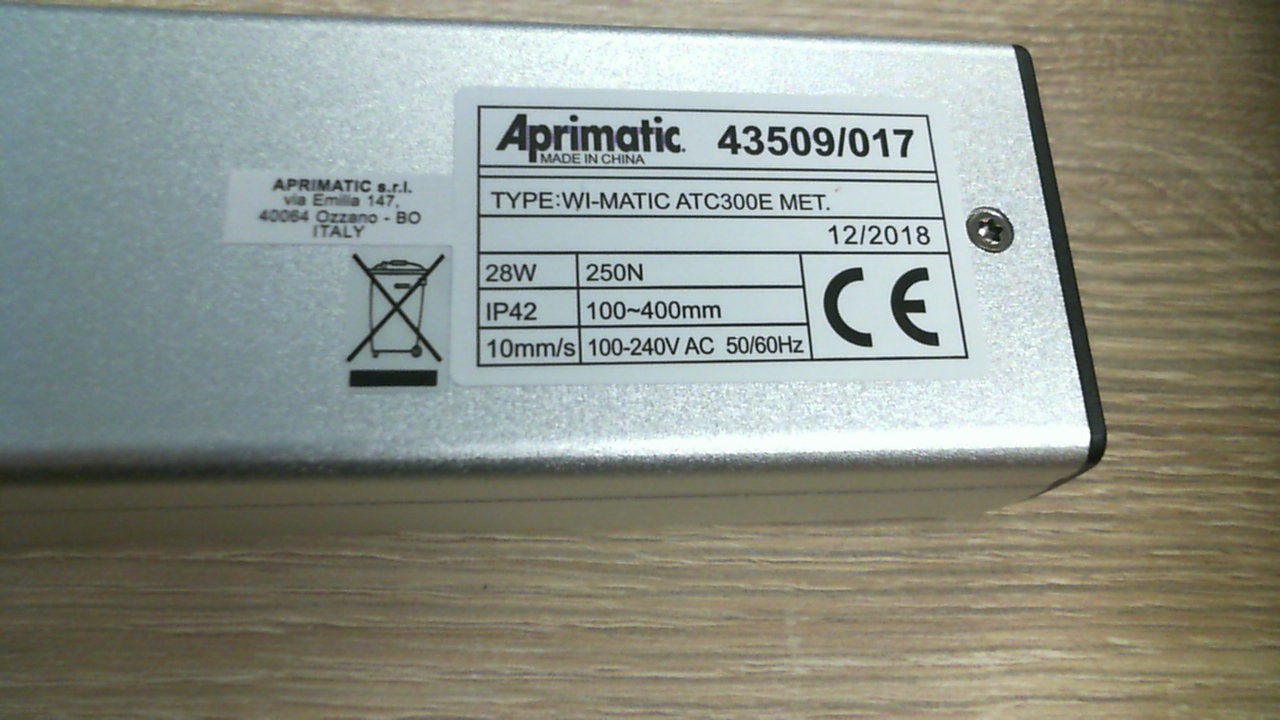 Aprimatic. 43509/017
MADE IN CHINA
TYPE:WI-MATIC ATC300E MET.
12/2018
28W 250N
IP42 100~400mm
10mm/s 100-240V AC 50/60Hz
CE
APRIMATIC s.r.l.
via Emilia 147,
40064 Ozzano - BO
ITALY